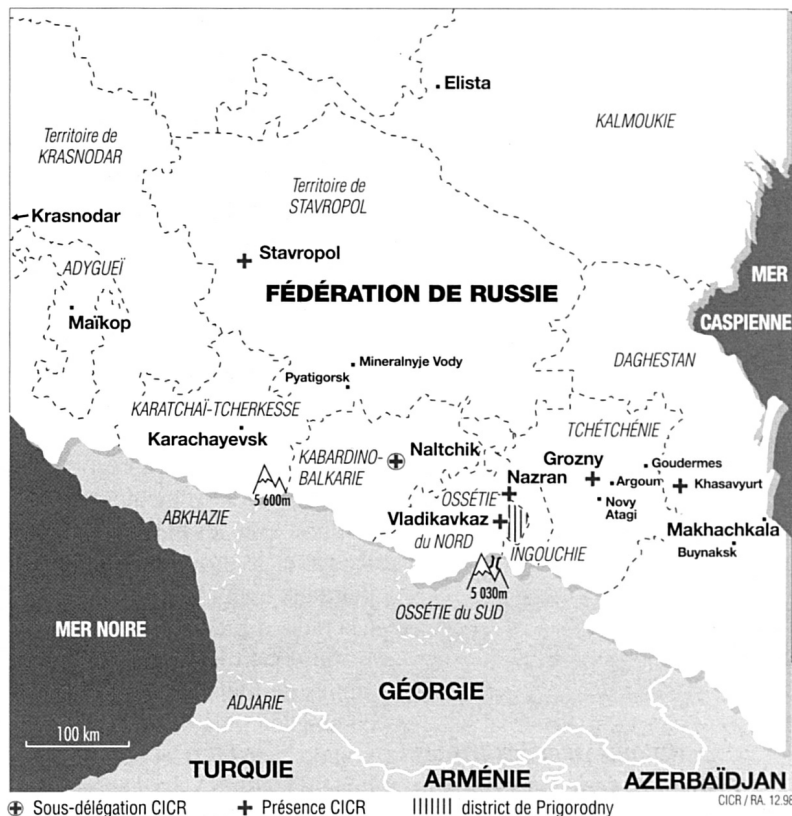 Elista
KALMOUKIE
Territoire de
KRASNODAR
Territoire de
STAVROPOL
Krasnodar
Stavropol
ADYGUEÏ
MER
CASPIENNE
FÉDÉRATION DE RUSSIE
Maïkop
Mineralnyje Vody
DAGHESTAN
Pyatigorsk
KARATCHAÏ-TCHERKESSE
TCHÉTCHÉNIE
Karachayevsk
KABARDINO-
BALKARIE
Naltchik
Grozny
Goudermes
Nazran
Argoun
Khasavyurt
5 600m
OSSÉTIE
du NORD
Novy
Atagi
ABKHAZIE
Vladikavkaz
Makhachkala
INGOUCHIE
Buynaksk
5 030m
OSSÉTIE du SUD
MER NOIRE
GÉORGIE
ADJARIE
100 km
TURQUIE
ARMÉNIE
AZERBAÏDJAN
CICR / RA. 12.98
Sous-délégation CICR
Présence CICR
district de Prigorodny